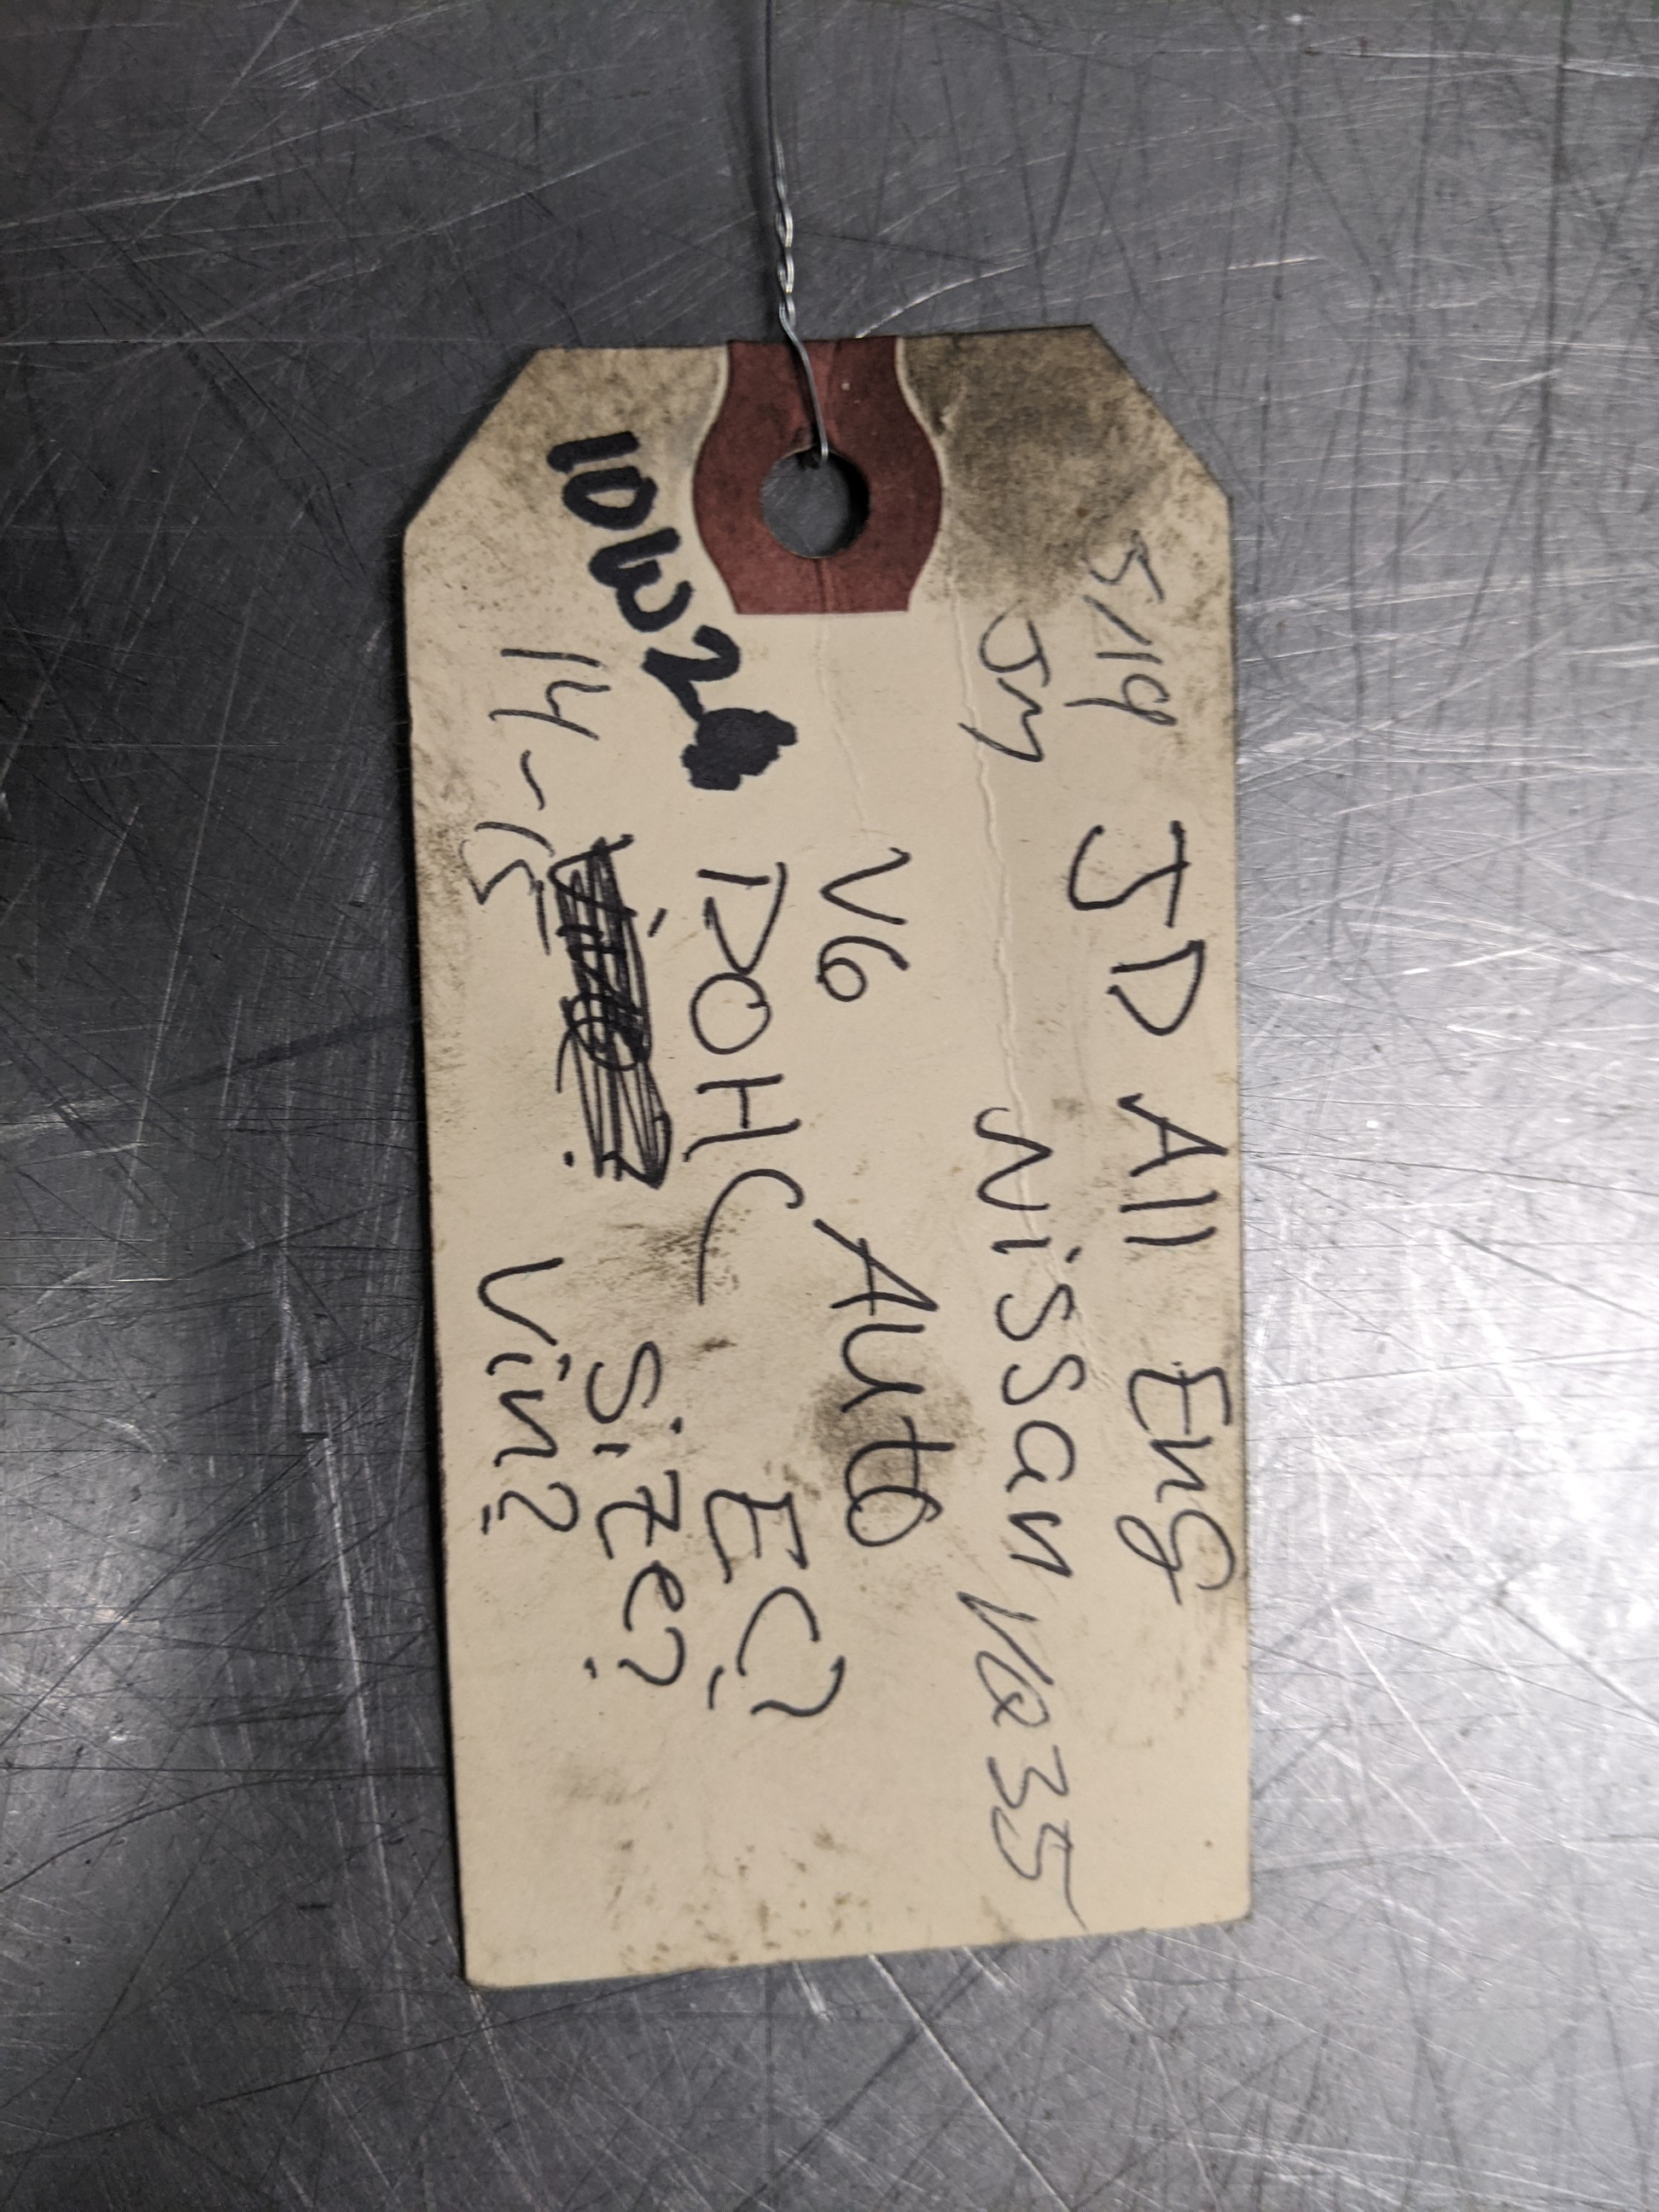 5/19 JD All Eng
Jm Nissan VQ35
V6 Auto
DOHC EC?
10W2
Size?
14-15 Vin?